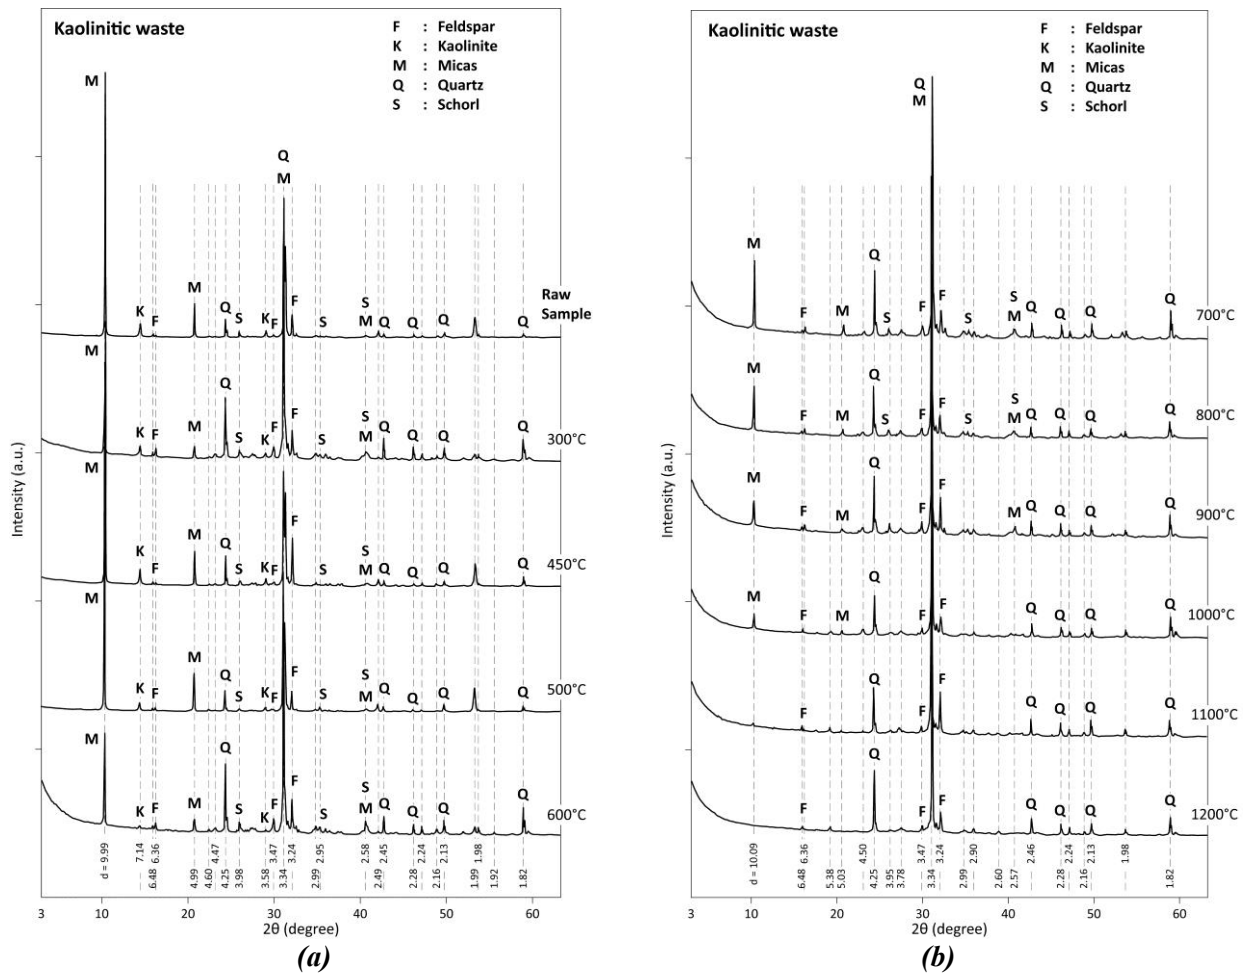 Kaolinitic waste
F : Feldspar
K : Kaolinite
M : Micas
Q : Quartz
S : Schorl
M
Q
M
K F M Q S K F F S S M Q Q Q Q
Raw
Sample
M
K F M Q S K F F S S M Q Q Q Q
300°C
M
K F M Q S K F F S S M Q Q Q Q
450°C
M
K F M Q S K F F S S M Q Q Q Q
500°C
M
K F M Q S K F F S S M Q Q Q Q
600°C
Intensity (a.u.)
d = 9.99 7.14 6.48 6.36 4.99 4.60 4.47 4.25 3.98 3.58 3.47 3.34 3.24 2.99 2.95 2.58 2.49 2.45 2.28 2.24 2.16 2.13 1.99 1.98 1.92 1.82
3 10 20 30 40 50 60
2θ (degree)
(a)
Kaolinitic waste
F : Feldspar
K : Kaolinite
M : Micas
Q : Quartz
S : Schorl
Q
M
M F M Q S F F S S M Q Q Q Q
700°C
M F M Q S F F S S M Q Q Q Q
800°C
M F M Q F F M Q Q Q Q
900°C
M F M Q F F Q Q Q Q
1000°C
F Q F F Q Q Q Q
1100°C
F Q F F Q Q Q Q
1200°C
Intensity (a.u.)
d = 10.09 6.48 6.36 5.38 5.03 4.50 4.25 3.95 3.78 3.47 3.34 3.24 2.99 2.90 2.60 2.57 2.46 2.28 2.24 2.16 2.13 1.98 1.82
3 10 20 30 40 50 60
2θ (degree)
(b)